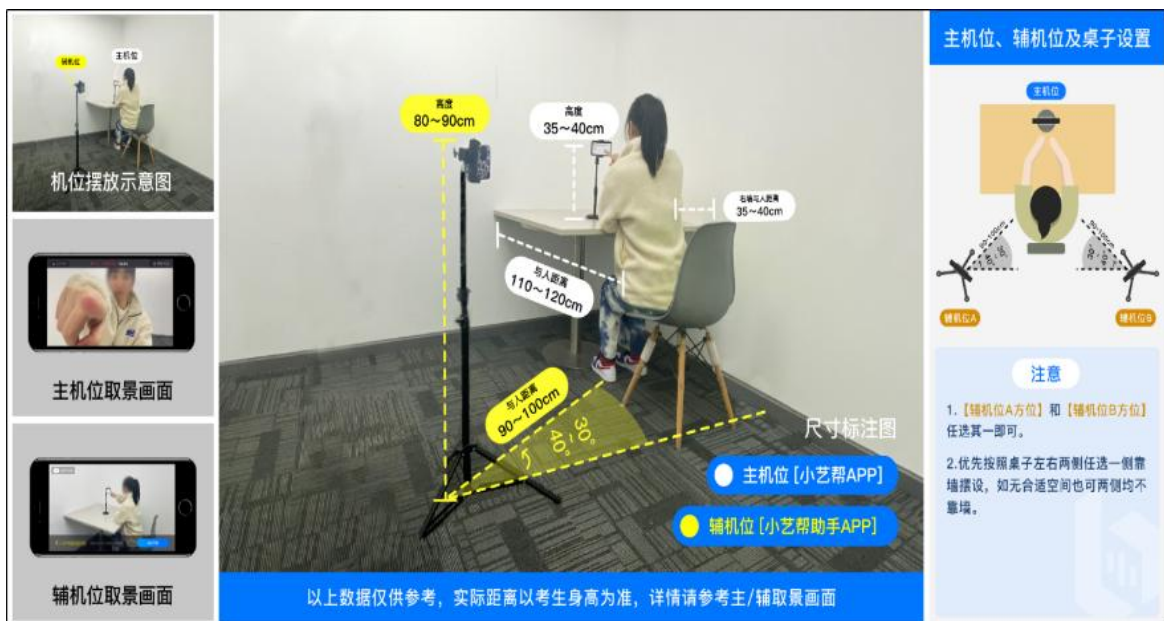 辅机位
主机位
机位摆放示意图
主机位取景画面
辅机位取景画面
高度
80~90cm
高度
35~40cm
右墙与人距离
35~40cm
与人距离
110~120cm
与人距离
90~100cm
30°
~
40°
尺寸标注图
主机位 [小艺帮APP]
辅机位 [小艺帮助手APP]
以上数据仅供参考，实际距离以考生身高为准，详情请参考主/辅取景画面
主机位、辅机位及桌子设置
主机位
90-100cm
90-100cm
30°-40°
30°-40°
辅机位A
辅机位B
注意
1.【辅机位A方位】和【辅机位B方位】
任选其一即可。
2.优先按照桌子左右两侧任选一侧靠
墙摆设，如无合适空间也可两侧均不
靠墙。